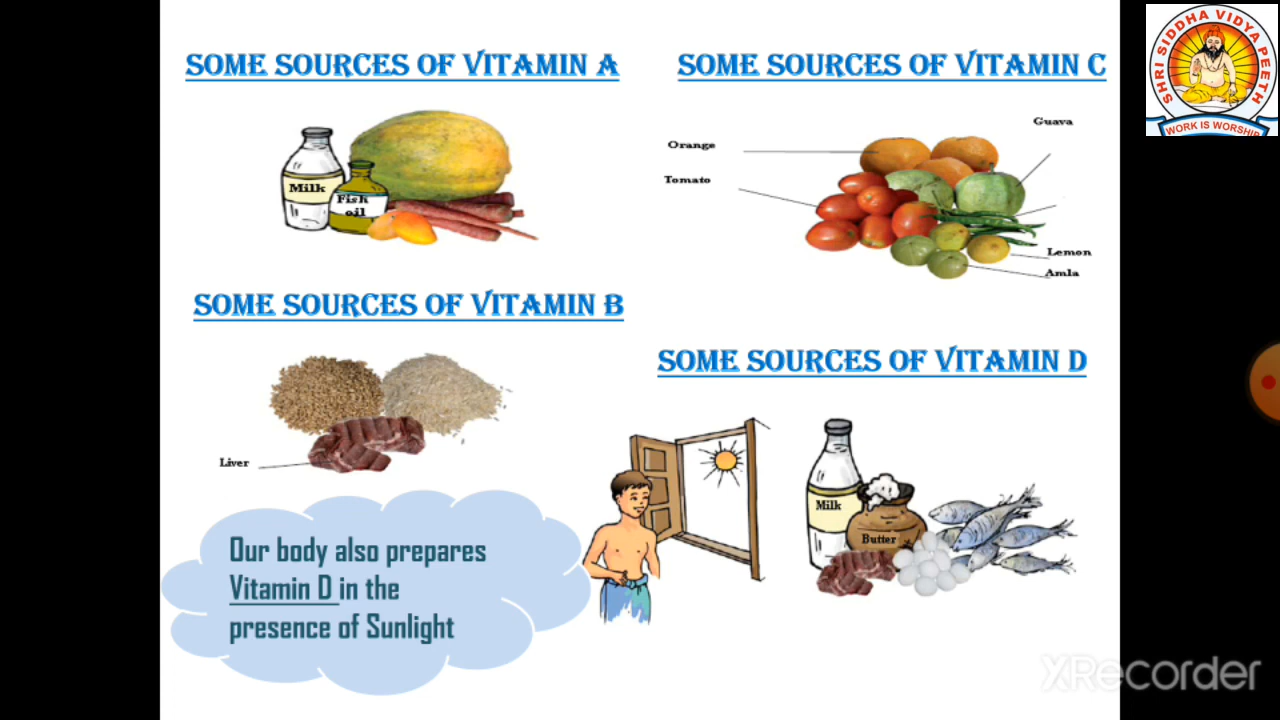 SOME SOURCES OF VITAMIN A
Milk
Fish
oil
SOME SOURCES OF VITAMIN C
Guava
Orange
Tomato
Lemon
Amla
SOME SOURCES OF VITAMIN B
Liver
SOME SOURCES OF VITAMIN D
Milk
Butter
Our body also prepares
Vitamin D in the
presence of Sunlight
SHRI SIDDHA VIDYA PEETH
WORK IS WORSHIP
XRecorder